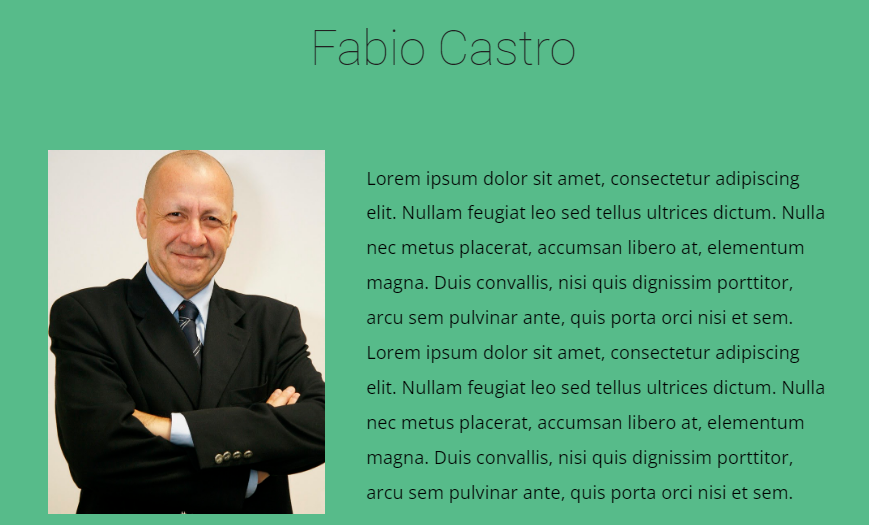 Fabio Castro
Lorem ipsum dolor sit amet, consectetur adipiscing
elit. Nullam feugiat leo sed tellus ultrices dictum. Nulla
nec metus placerat, accumsan libero at, elementum
magna. Duis convallis, nisi quis dignissim porttitor,
arcu sem pulvinar ante, quis porta orci nisi et sem.
Lorem ipsum dolor sit amet, consectetur adipiscing
elit. Nullam feugiat leo sed tellus ultrices dictum. Nulla
nec metus placerat, accumsan libero at, elementum
magna. Duis convallis, nisi quis dignissim porttitor,
arcu sem pulvinar ante, quis porta orci nisi et sem.